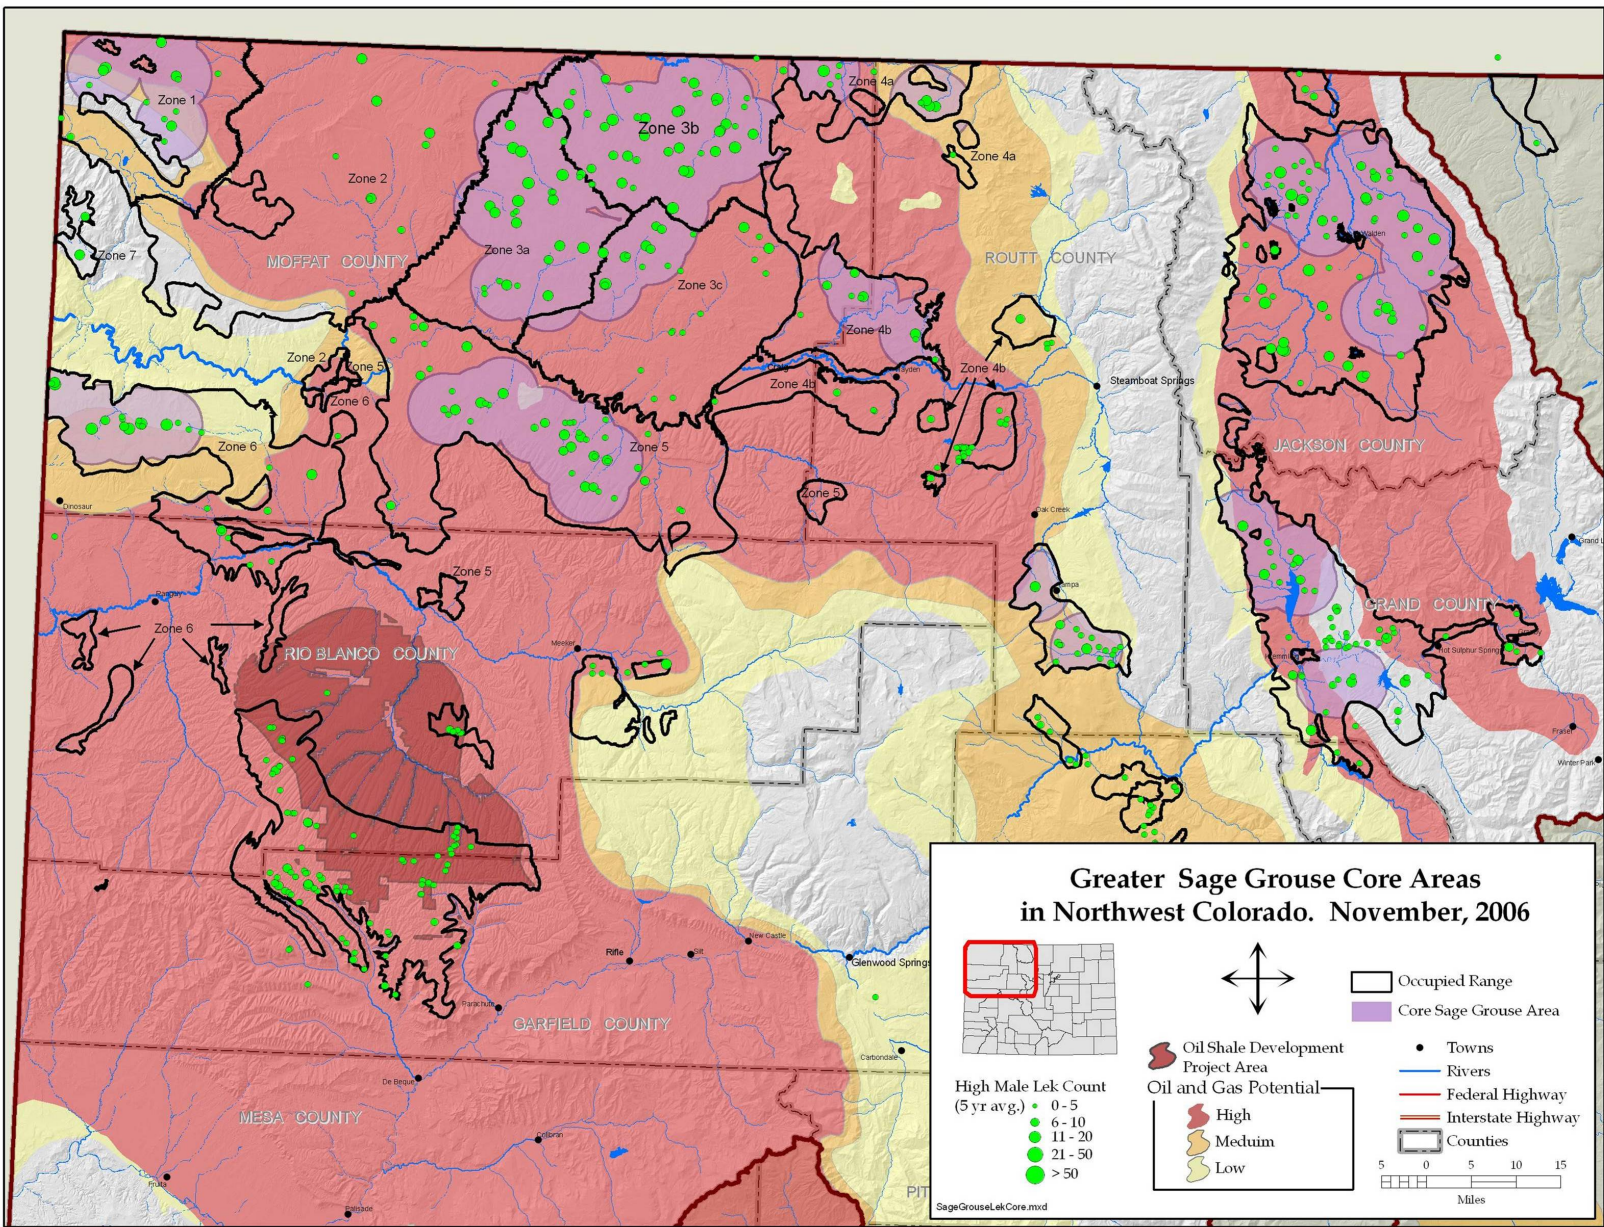 Zone 1
Zone 4a
Zone 3b
Zone 4a
Zone 2
Zone 7
Zone 3a
MOFFAT COUNTY
ROUTT COUNTY
Walden
Zone 3c
Zone 4b
Zone 2
Zone 5
Craig
Hayden
Zone 4b
Zone 4b
Steamboat Springs
Zone 6
Zone 6
Zone 5
JACKSON COUNTY
Zone 5
Dinosaur
Oak Creek
Grand L
Zone 5
Rangely
Zone 6
Yampa
GRAND COUNTY
RIO BLANCO COUNTY
Meeker
Hot Sulphur Spring
Fraser
Winter Park
New Castle
Rifle
Silt
Glenwood Springs
Parachute
GARFIELD COUNTY
Carbondale
De Beque
MESA COUNTY
Colbran
Fruita
Palisade
PIT
Greater Sage Grouse Core Areas
in Northwest Colorado. November, 2006
Occupied Range
Core Sage Grouse Area
Oil Shale Development
Project Area
Towns
Rivers
Federal Highway
Interstate Highway
Counties
High Male Lek Count
(5 yr avg.)
0 - 5
6 - 10
11 - 20
21 - 50
> 50
Oil and Gas Potential
High
Meduim
Low
5 0 5 10 15
Miles
SageGrouseLekCore.mxd